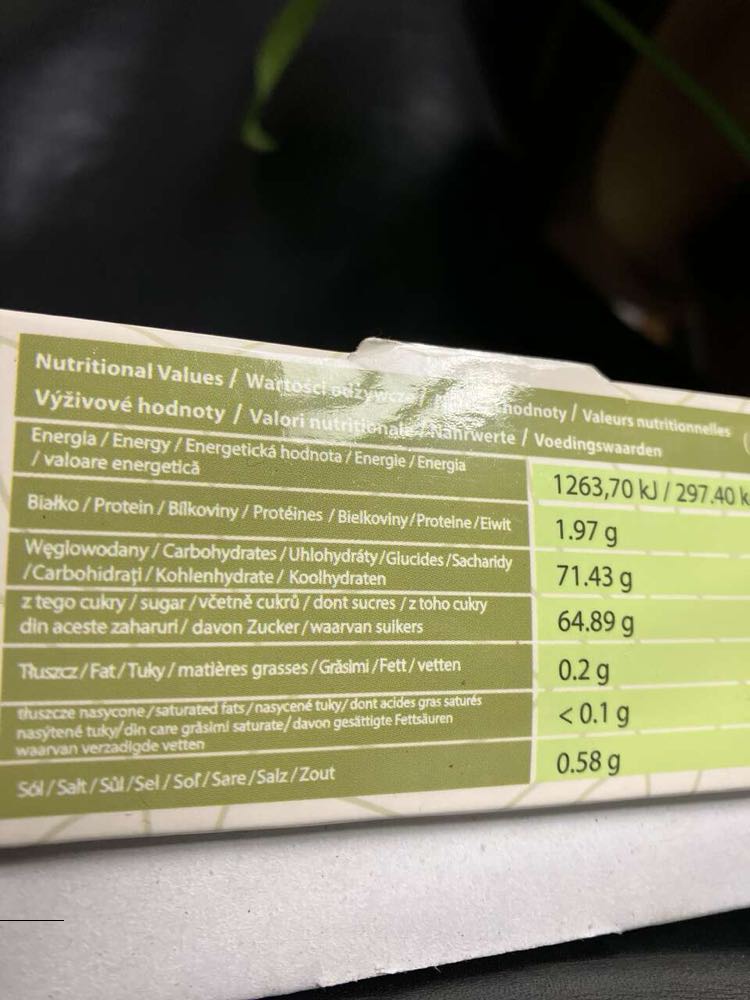 Nutritional Values / Wartości odżywcze / hodnoty / Valeurs nutritionnelles
Výživové hodnoty / Valori nutriționale / Nährwerte / Voedingswaarden
Energia / Energy / Energetická hodnota / Energie / Energia
/ valoare energetică
1263,70 kJ / 297.40 k
Białko / Protein / Bílkoviny / Protéines / Bielkoviny / Proteine / Eiwit
1.97 g
Węglowodany / Carbohydrates / Uhlohydráty / Glucides / Sacharidy
/ Carbohidrați / Kohlenhydrate / Koolhydraten
71.43 g
z tego cukry / sugar / včetně cukrů / dont sucres / z toho cukry
din aceste zaharuri / davon Zucker / waarvan suikers
64.89 g
Tłuszcz / Fat / Tuky / matières grasses / Grăsimi / Fett / vetten
0.2 g
tłuszcze nasycone / saturated fats / nasycené tuky / dont acides gras saturés
nasýtené tuky / din care grăsimi saturate / davon gesättigte Fettsäuren
waarvan verzadigde vetten
< 0.1 g
Sól / Salt / Sůl / Sel / Soľ / Sare / Salz / Zout
0.58 g